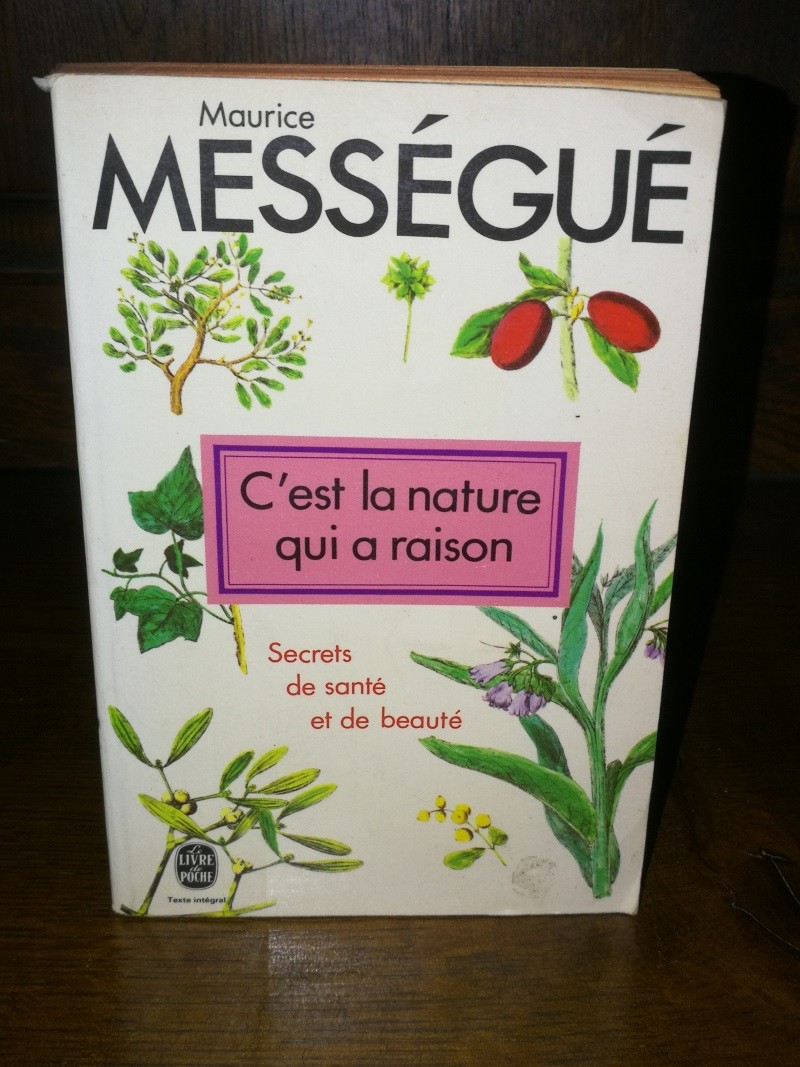 Maurice
MESSÉGUÉ
C'est la nature
qui a raison
Secrets
de santé
et de beauté
Le
LIVRE
de
POCHE
Texte intégral